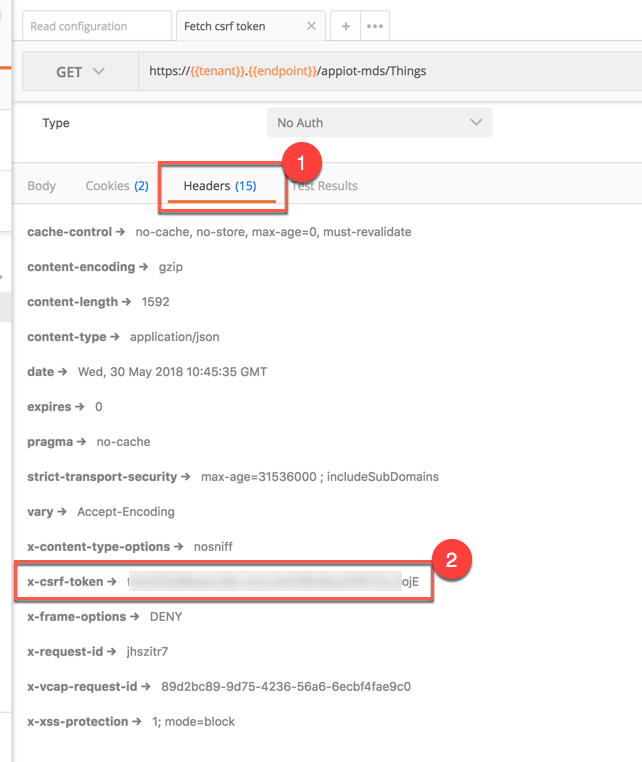 Read configuration
Fetch csrf token
GET
https://{{tenant}}.{{endpoint}}/appiot-mds/Things
Type
No Auth
1
Body
Cookies (2)
Headers (15)
Test Results
cache-control → no-cache, no-store, max-age=0, must-revalidate
content-encoding → gzip
content-length → 1592
content-type → application/json
date → Wed, 30 May 2018 10:45:35 GMT
expires → 0
pragma → no-cache
strict-transport-security → max-age=31536000 ; includeSubDomains
vary → Accept-Encoding
x-content-type-options → nosniff
2
x-csrf-token → ojE
x-frame-options → DENY
x-request-id → jhszitr7
x-vcap-request-id → 89d2bc89-9d75-4236-56a6-6ecbf4fae9c0
x-xss-protection → 1; mode=block